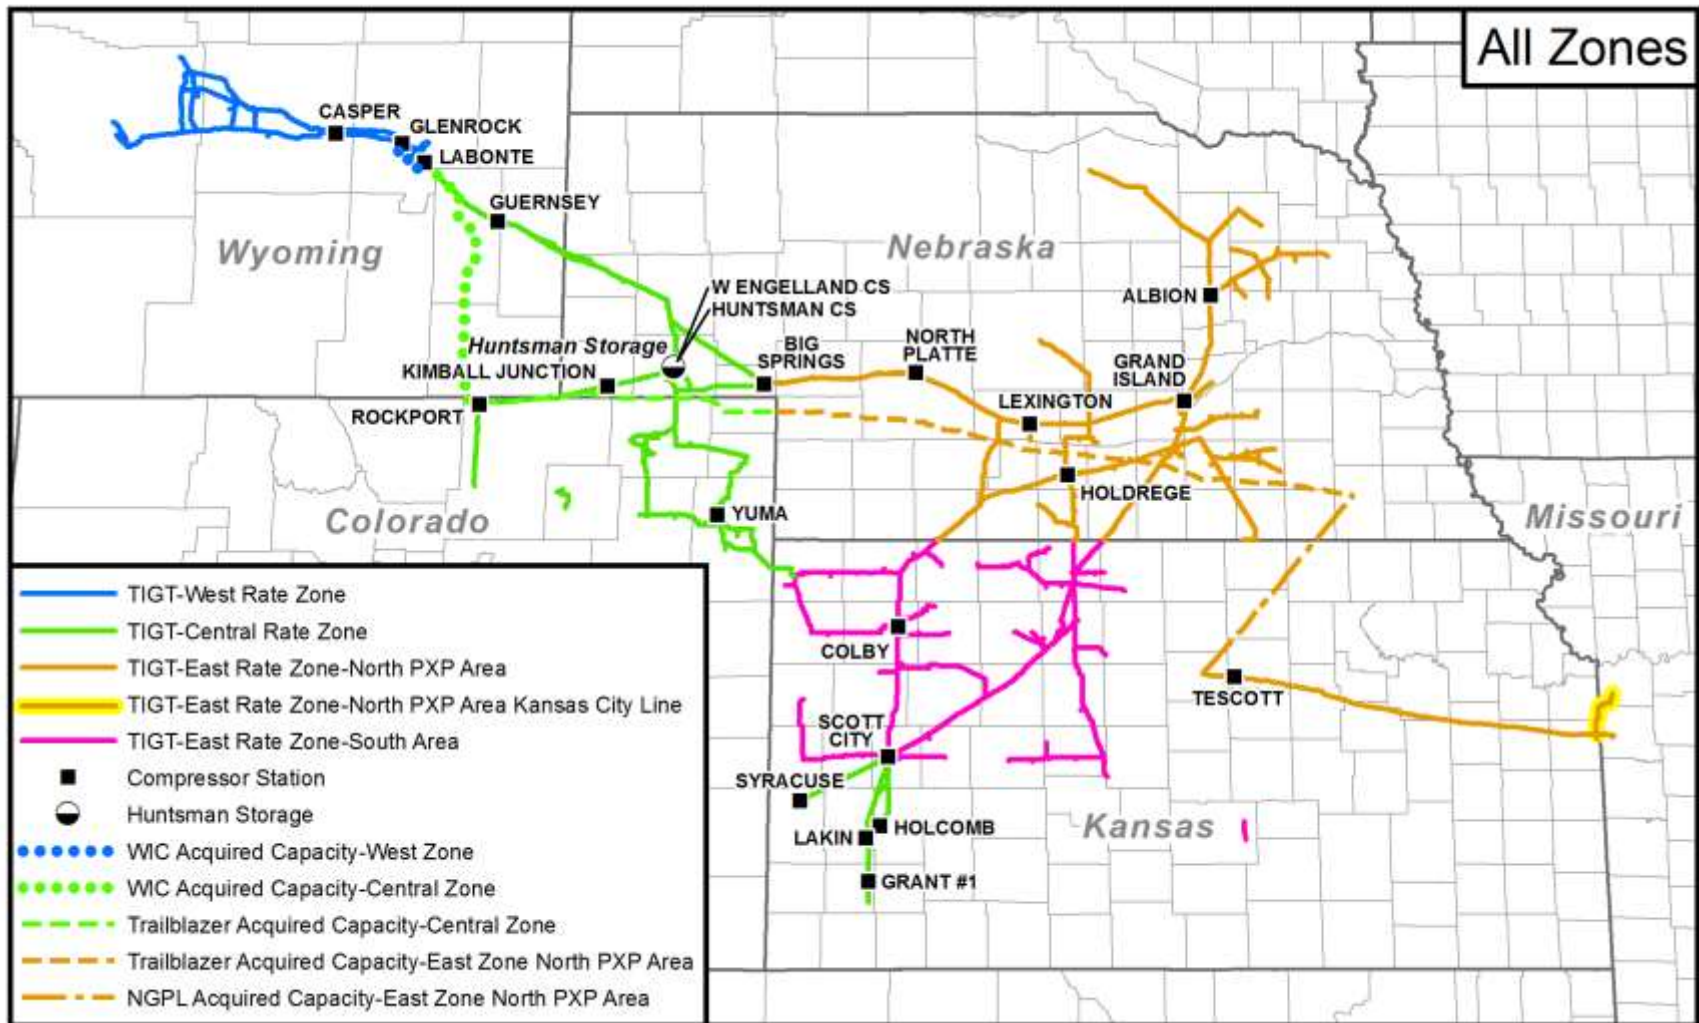 All Zones
CASPER
GLENROCK
LABONTE
GUERNSEY
Wyoming
Nebraska
W ENGELLAND CS
HUNTSMAN CS
ALBION
Huntsman Storage
BIG
SPRINGS
NORTH
PLATTE
GRAND
ISLAND
KIMBALL JUNCTION
LEXINGTON
ROCKPORT
HOLDREGE
YUMA
Colorado
Missouri
TIGT-West Rate Zone
TIGT-Central Rate Zone
TIGT-East Rate Zone-North PXP Area
TIGT-East Rate Zone-North PXP Area Kansas City Line
TIGT-East Rate Zone-South Area
Compressor Station
Huntsman Storage
WIC Acquired Capacity-West Zone
WIC Acquired Capacity-Central Zone
Trailblazer Acquired Capacity-Central Zone
Trailblazer Acquired Capacity-East Zone North PXP Area
NGPL Acquired Capacity-East Zone North PXP Area
COLBY
TESCOTT
SCOTT
CITY
SYRACUSE
HOLCOMB
LAKIN
Kansas
GRANT #1